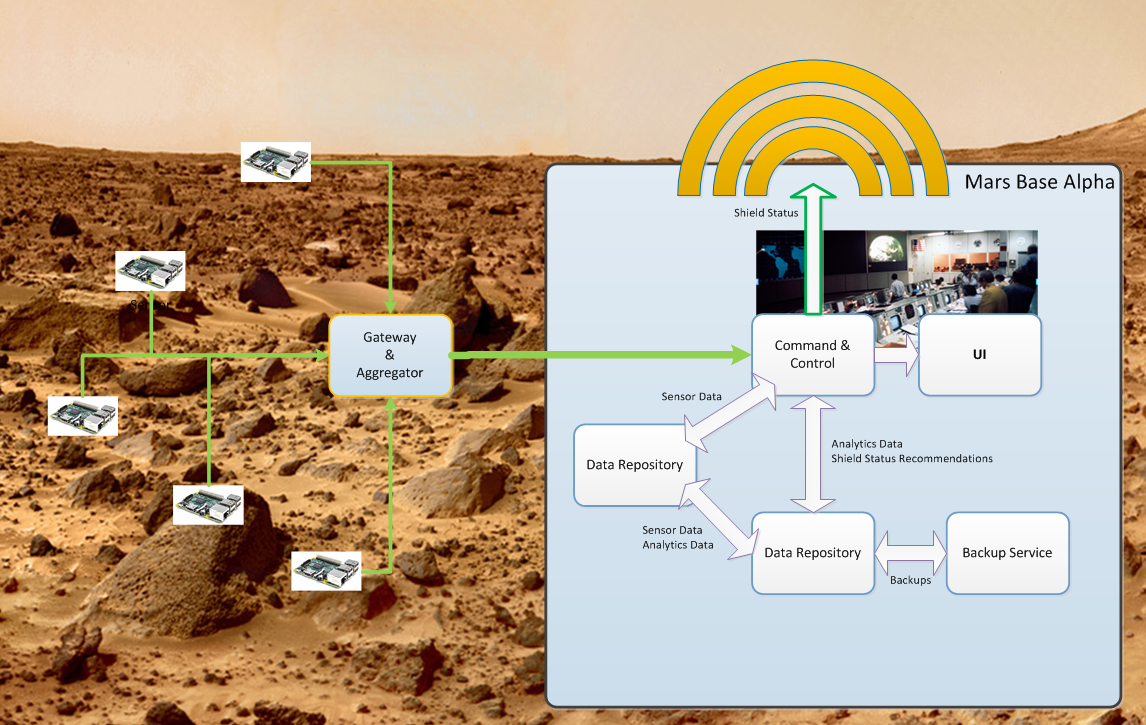 Mars Base Alpha
Shield Status
Gateway
&
Aggregator
Command &
Control
UI
Sensor Data
Analytics Data
Shield Status Recommendations
Data Repository
Sensor Data
Analytics Data
Data Repository
Backup Service
Backups